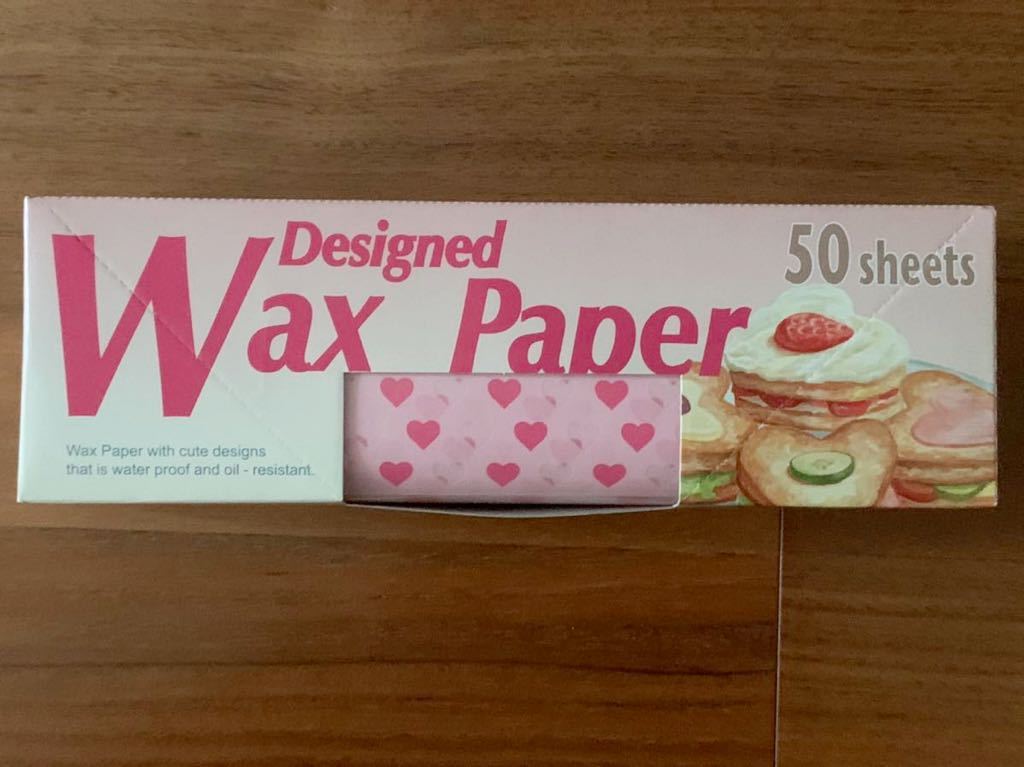 Designed
Wax Paper
50 sheets
Wax Paper with cute designs
that is water proof and oil - resistant.